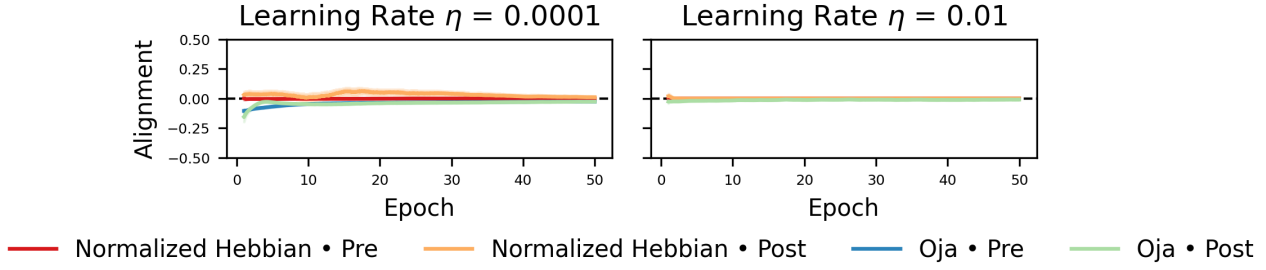 Learning Rate η = 0.0001
Learning Rate η = 0.01
Alignment
0.50
0.25
0.00
−0.25
−0.50
0 10 20 30 40 50
0 10 20 30 40 50
Epoch
Epoch
Normalized Hebbian • Pre
Normalized Hebbian • Post
Oja • Pre
Oja • Post